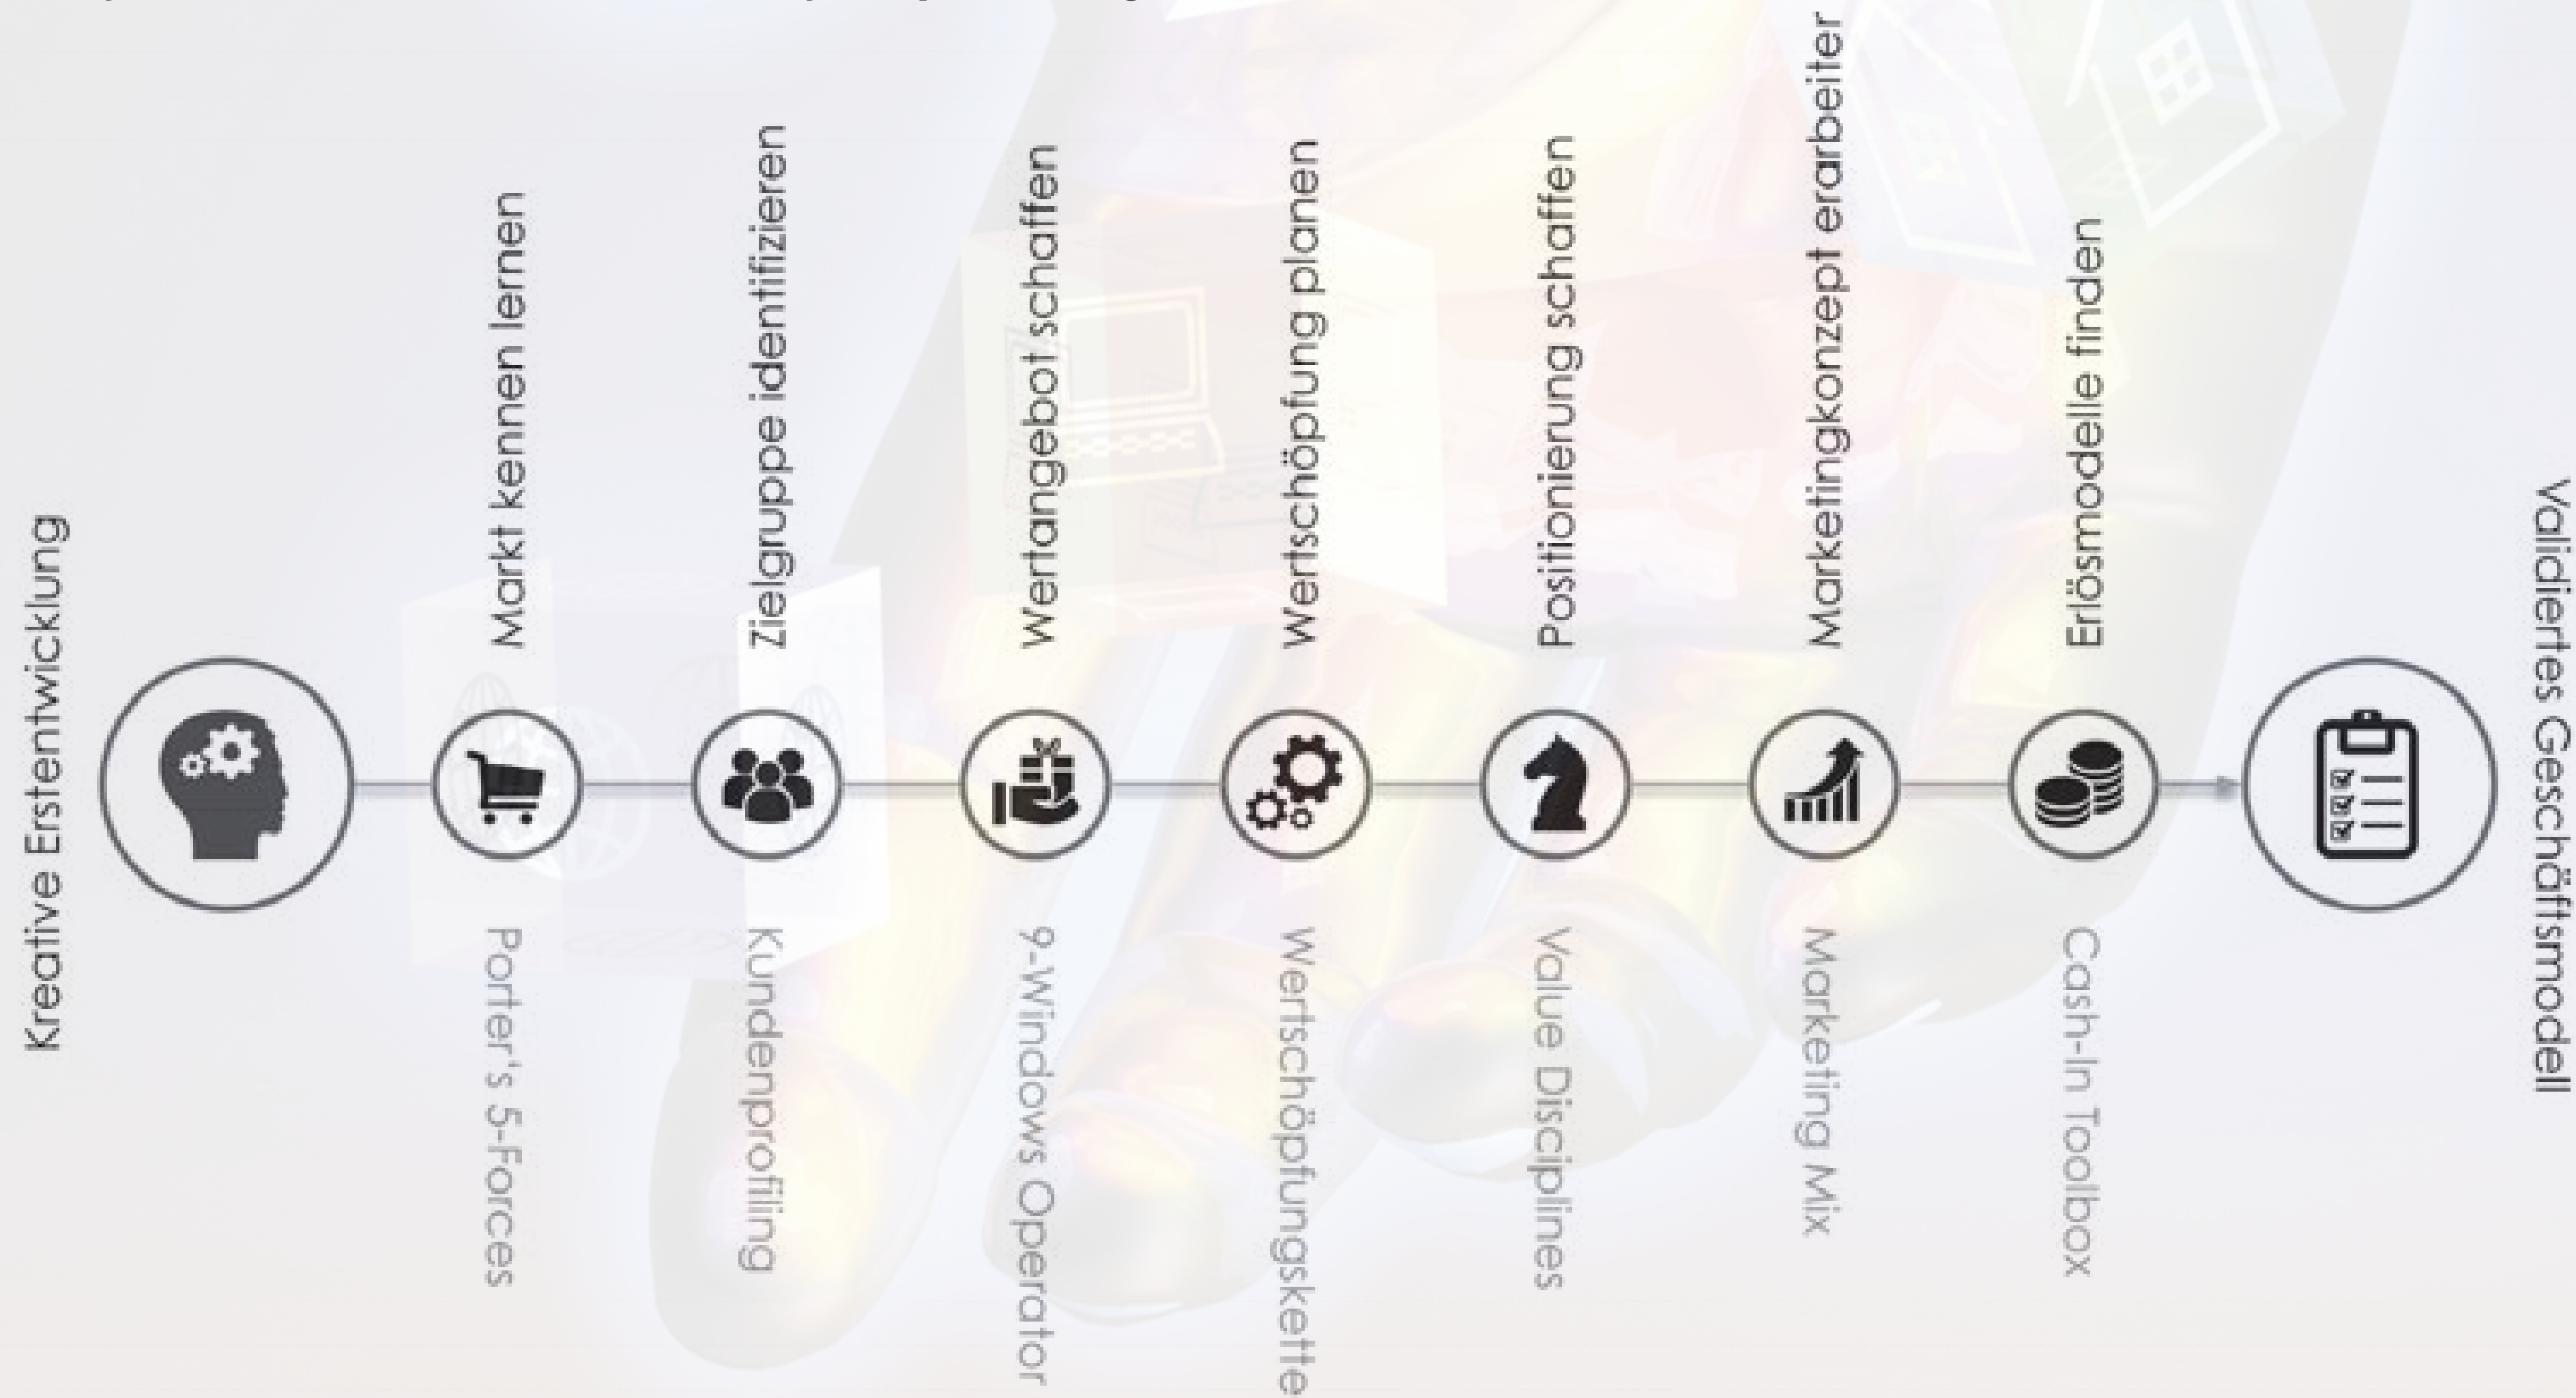 Kreative Erstentwicklung
Markt kennen lernen
Porter's 5-Forces
Zielgruppe identifizieren
Kundenprofiling
Wertangebot schaffen
9-Windows Operator
Wertschöpfung planen
Wertschöpfungskette
Positionierung schaffen
Value Disciplines
Marketingkonzept erarbeiter
Marketing Mix
Erlösmodelle finden
Cash-In Toolbox
Validiertes Geschäftsmodell